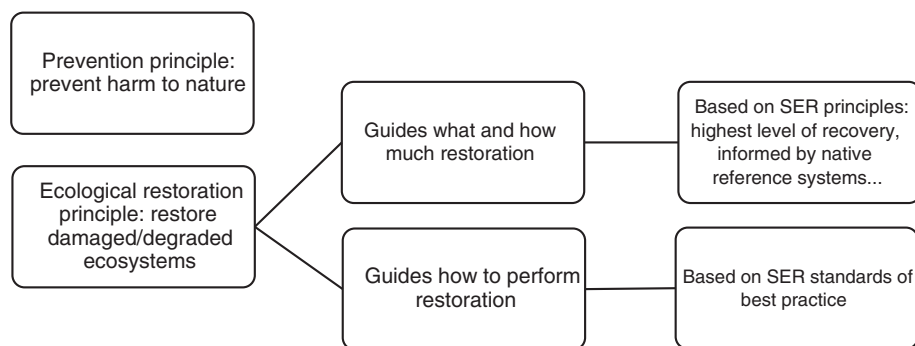 Prevention principle:
prevent harm to nature
Ecological restoration
principle: restore
damaged/degraded
ecosystems
Guides what and how
much restoration
Guides how to perform
restoration
Based on SER principles:
highest level of recovery,
informed by native
reference systems...
Based on SER standards of
best practice